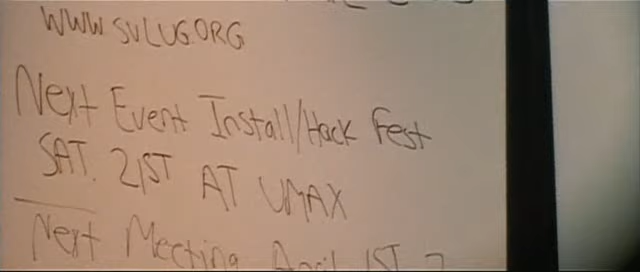 WWW.SVLUG.ORG
Next Event Install/Hack Fest
SAT. 21ST AT UMAX
Next Meeting April 1ST